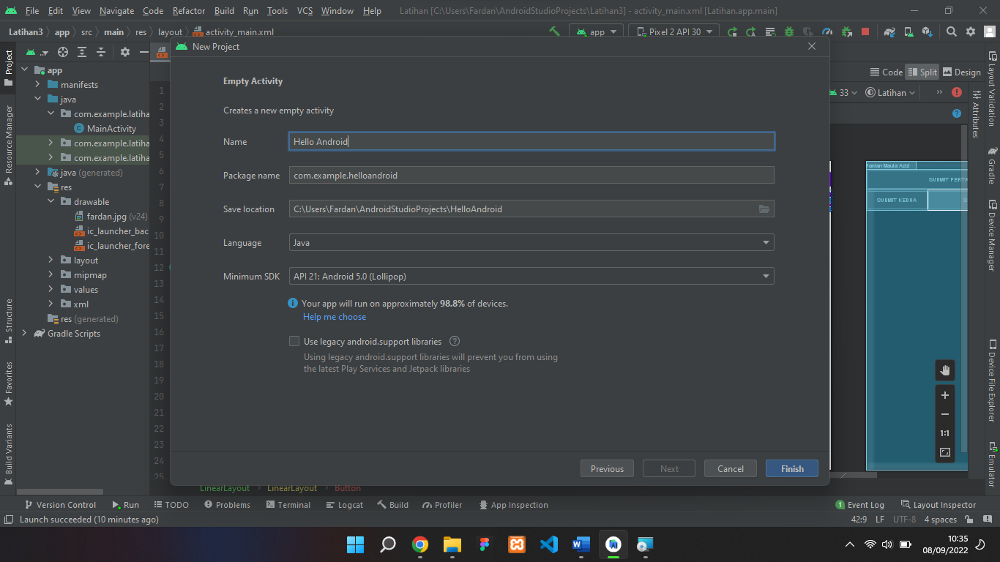 File Edit View Navigate Code Refactor Build Run Tools VCS Window Help Latihan [C:\Users\Fardan\AndroidStudioProjects\Latihan3] - activity_main.xml [Latihan.app.main]
Latihan3 app src main res layout activity_main.xml app Pixel 2 API 30
New Project
Project
Resource Manager
Structure
Favorites
Build Variants
app
manifests
java
com.example.latiha
MainActivity
com.example.latiha
com.example.latiha
java (generated)
res
drawable
fardan.jpg (v24)
ic_launcher_bac
ic_launcher_fore
layout
mipmap
values
xml
res (generated)
Gradle Scripts
1
2
3
4
5
6
7
8
9
10
11
12
13
14
15
16
17
18
19
20
21
22
23
24
25
Empty Activity
Creates a new empty activity
Name Hello Android
Package name com.example.helloandroid
Save location C:\Users\Fardan\AndroidStudioProjects\HelloAndroid
Language Java
Minimum SDK API 21: Android 5.0 (Lollipop)
Your app will run on approximately 98.8% of devices.
Help me choose
Use legacy android.support libraries
Using legacy android.support libraries will prevent you from using
the latest Play Services and Jetpack libraries
Previous Next Cancel Finish
Code Split Design
33 Latihan
Fardan Maula Azizi
SUBMIT PERTA
SUBMIT KEDUA
1:1
Layout Validation
Attributes
Gradle
Device Manager
Device File Explorer
Emulator
LinearLayout LinearLayout Button
Version Control Run TODO Problems Terminal Logcat Build Profiler App Inspection Event Log Layout Inspector
1
Launch succeeded (10 minutes ago) 42:9 LF UTF-8 4 spaces
10:35
08/09/2022